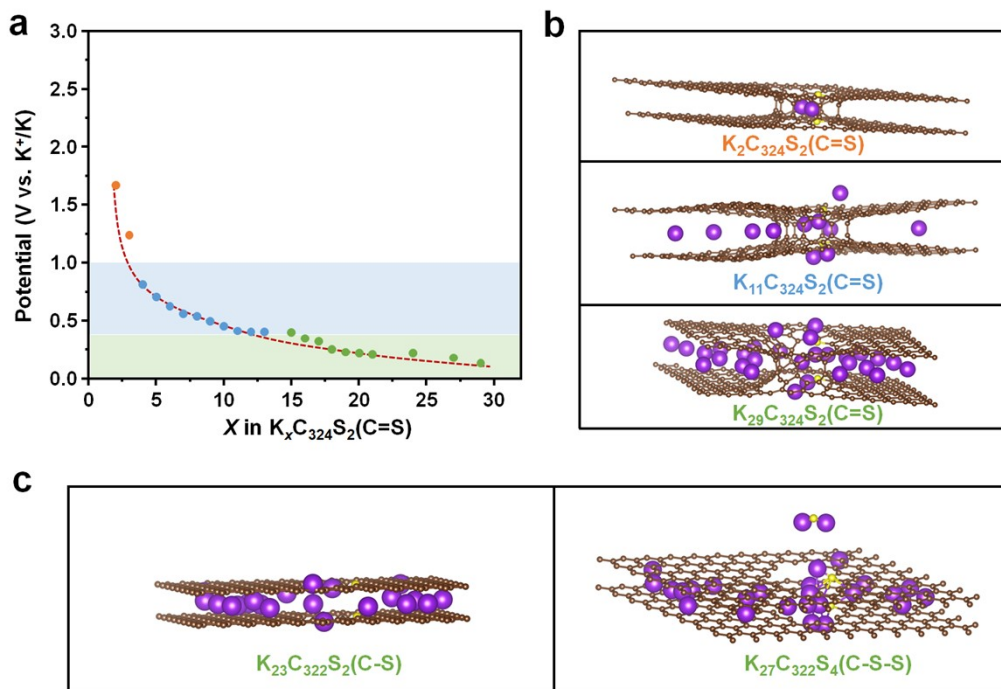 a
b
3.0
2.5
2.0
1.5
1.0
0.5
0.0
Potential (V vs. K⁺/K)
0 5 10 15 20 25 30
X in KₓC₃₂₄S₂(C=S)
K₂C₃₂₄S₂(C=S)
K₁₁C₃₂₄S₂(C=S)
K₂₉C₃₂₄S₂(C=S)
c
K₂₃C₃₂₂S₂(C-S)
K₂₇C₃₂₂S₄(C-S-S)